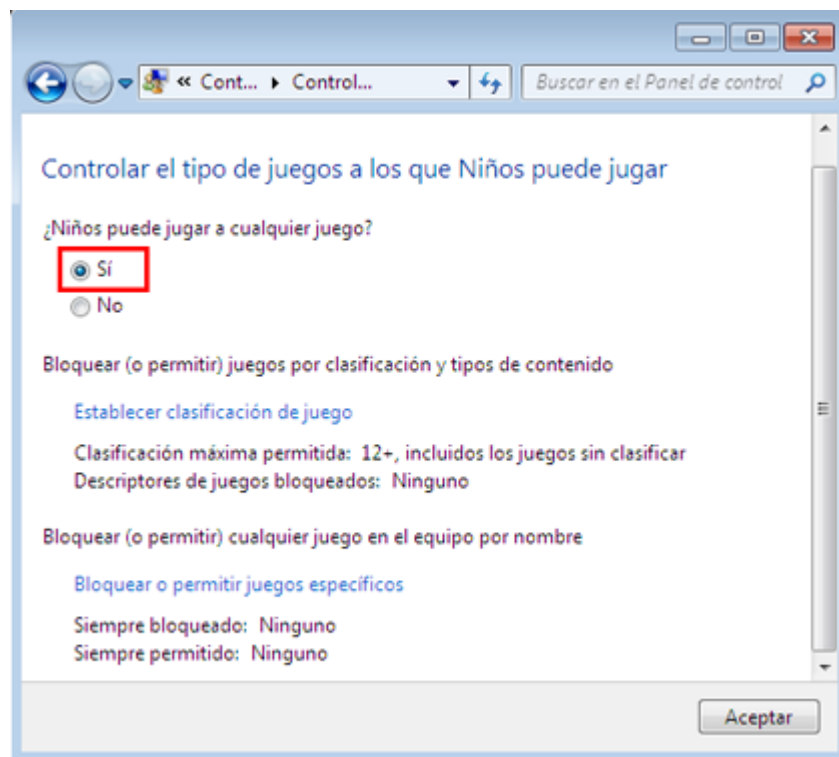 « Cont... ▸ Control...
Buscar en el Panel de control
Controlar el tipo de juegos a los que Niños puede jugar
¿Niños puede jugar a cualquier juego?
Sí
No
Bloquear (o permitir) juegos por clasificación y tipos de contenido
Establecer clasificación de juego
Clasificación máxima permitida: 12+, incluidos los juegos sin clasificar
Descriptores de juegos bloqueados: Ninguno
Bloquear (o permitir) cualquier juego en el equipo por nombre
Bloquear o permitir juegos específicos
Siempre bloqueado: Ninguno
Siempre permitido: Ninguno
Aceptar